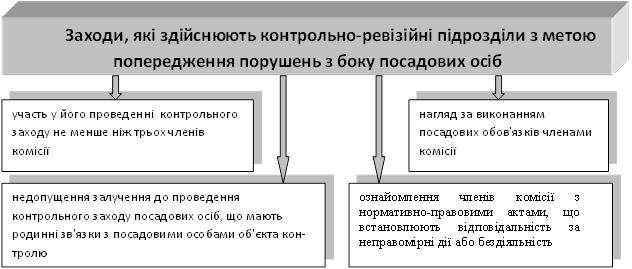 Заходи, які здійснюють контрольно-ревізійні підрозділи з метою
попередження порушень з боку посадових осіб
участь у його проведенні контрольного
заходу не менше ніж трьох членів
комісії
нагляд за виконанням
посадових обов'язків членами
комісії
недопущення залучення до проведення
контрольного заходу посадових осіб, що мають
родинні зв'язки з посадовими особами об'єкта кон-
тролю
ознайомлення членів комісії з
нормативно-правовими актами, що
встановлюють відповідальність за
неправомірні дії або бездіяльність